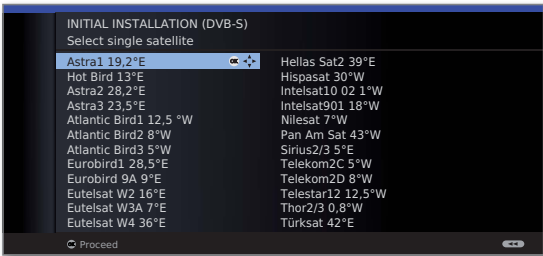 INITIAL INSTALLATION (DVB-S)
Select single satellite
Astra1 19,2°E OK
Hot Bird 13°E
Astra2 28,2°E
Astra3 23,5°E
Atlantic Bird1 12,5 °W
Atlantic Bird2 8°W
Atlantic Bird3 5°W
Eurobird1 28,5°E
Eurobird 9A 9°E
Eutelsat W2 16°E
Eutelsat W3A 7°E
Eutelsat W4 36°E
Hellas Sat2 39°E
Hispasat 30°W
Intelsat10 02 1°W
Intelsat901 18°W
Nilesat 7°W
Pan Am Sat 43°W
Sirius2/3 5°E
Telekom2C 5°W
Telekom2D 8°W
Telestar12 12,5°W
Thor2/3 0,8°W
Türksat 42°E
OK Proceed